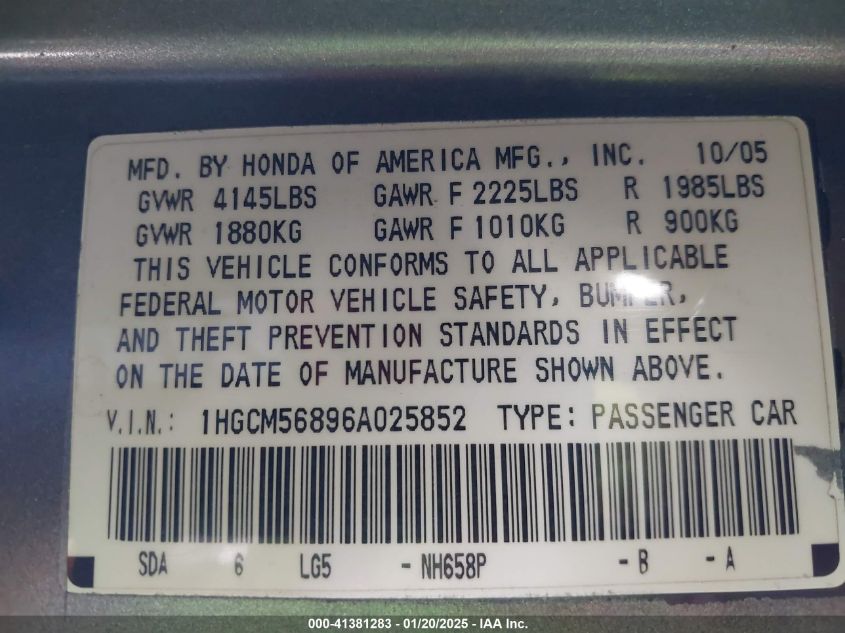 MFD. BY HONDA OF AMERICA MFG., INC. 10/05
GVWR 4145LBS GAWR F 2225LBS R 1985LBS
GVWR 1880KG GAWR F 1010KG R 900KG
THIS VEHICLE CONFORMS TO ALL APPLICABLE
FEDERAL MOTOR VEHICLE SAFETY, BUMPER,
AND THEFT PREVENTION STANDARDS IN EFFECT
ON THE DATE OF MANUFACTURE SHOWN ABOVE.
V.I.N.: 1HGCM56896A025852 TYPE: PASSENGER CAR
SDA 6 LG5 - NH658P - B - A
000-41381283 / 01/20/2025 - IAA Inc.